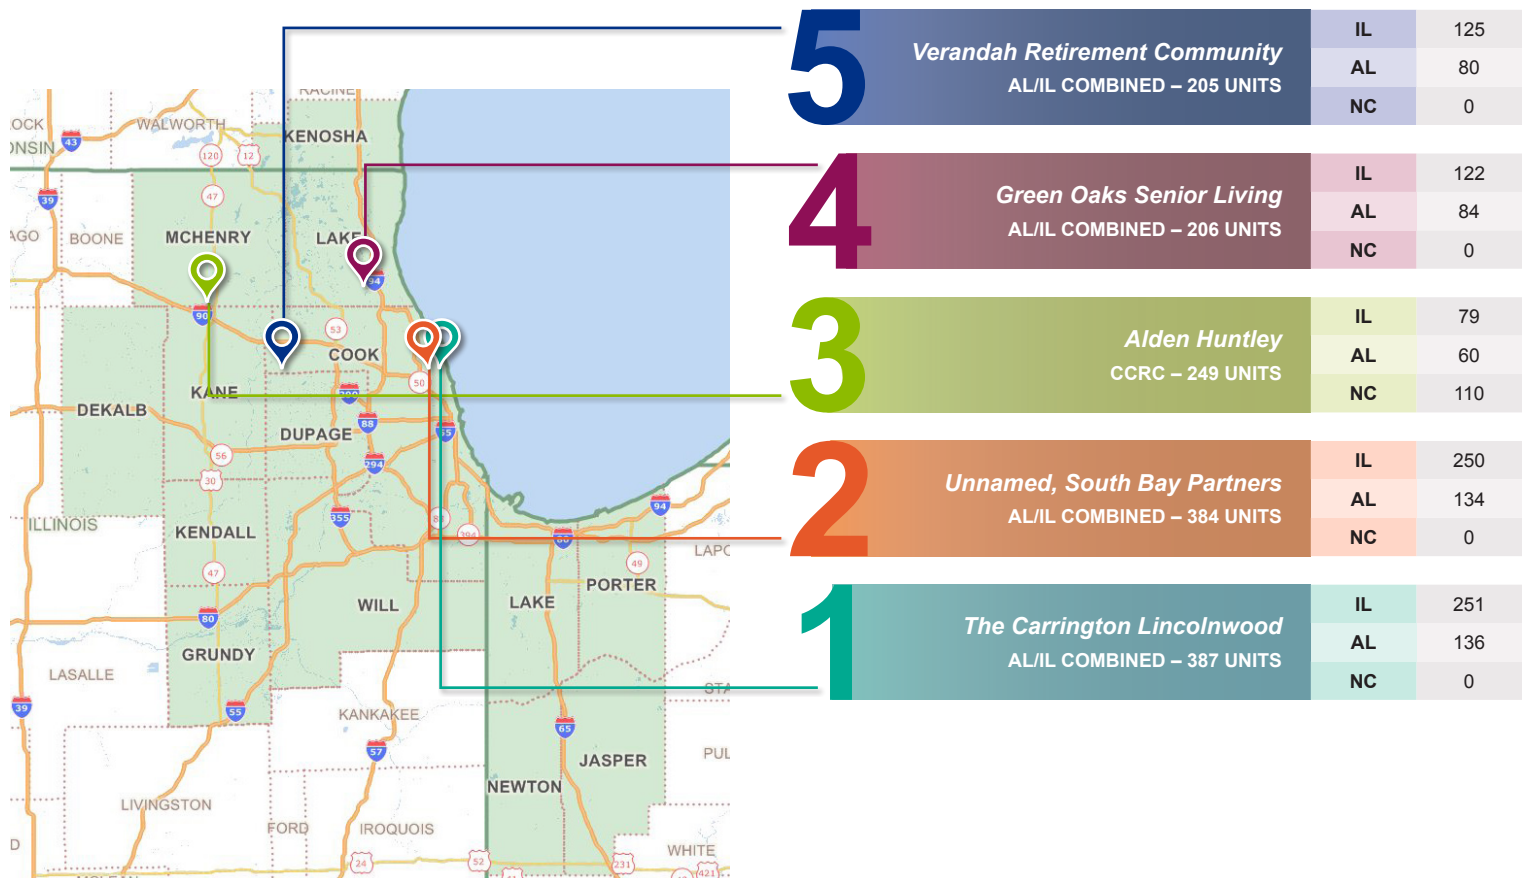 5
Verandah Retirement Community
AL/IL COMBINED – 205 UNITS
IL 125
AL 80
NC 0
4
Green Oaks Senior Living
AL/IL COMBINED – 206 UNITS
IL 122
AL 84
NC 0
3
Alden Huntley
CCRC – 249 UNITS
IL 79
AL 60
NC 110
2
Unnamed, South Bay Partners
AL/IL COMBINED – 384 UNITS
IL 250
AL 134
NC 0
1
The Carrington Lincolnwood
AL/IL COMBINED – 387 UNITS
IL 251
AL 136
NC 0
RACINE
OCK
WALWORTH
KENOSHA
ONSIN
43
120
12
39
47
AGO
BOONE
MCHENRY
LAKE
94
90
53
COOK
50
KANE
DEKALB
DUPAGE
88
55
56
294
30
ILLINOIS
355
94
KENDALL
394
80
LAPO
47
49
PORTER
WILL
LAKE
80
GRUNDY
LASALLE
STA
39
55
KANKAKEE
65
57
JASPER
PUL
NEWTON
LIVINGSTON
FORD
IROQUOIS
D
WHITE
24
52
231
421